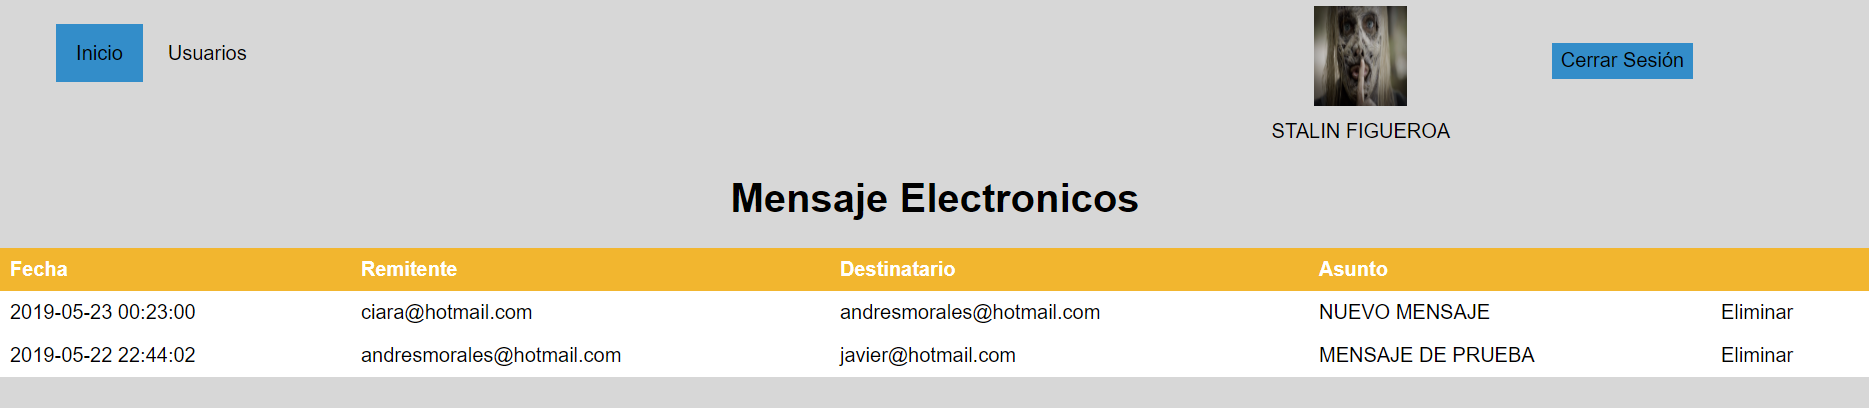 Inicio Usuarios Cerrar Sesión
STALIN FIGUEROA
Mensaje Electronicos
Fecha Remitente Destinatario Asunto
2019-05-23 00:23:00 ciara@hotmail.com andresmorales@hotmail.com NUEVO MENSAJE Eliminar
2019-05-22 22:44:02 andresmorales@hotmail.com javier@hotmail.com MENSAJE DE PRUEBA Eliminar